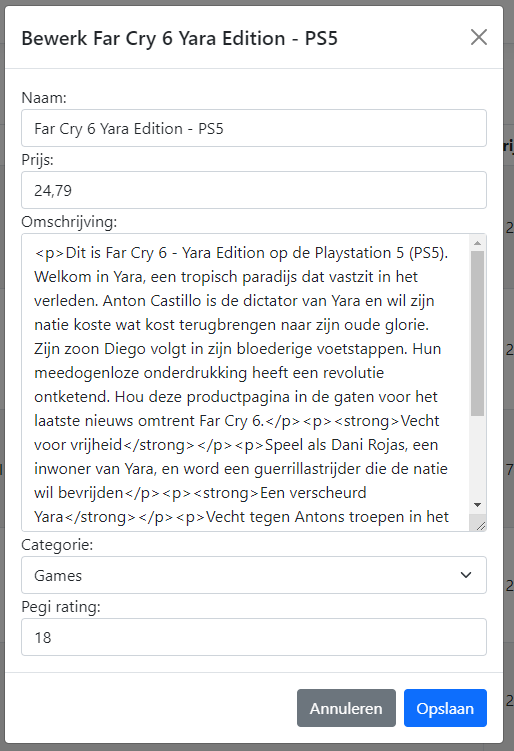 Bewerk Far Cry 6 Yara Edition - PS5
Naam:
Far Cry 6 Yara Edition - PS5
Prijs:
24,79
Omschrijving:
<p>Dit is Far Cry 6 - Yara Edition op de Playstation 5 (PS5).
Welkom in Yara, een tropisch paradijs dat vastzit in het
verleden. Anton Castillo is de dictator van Yara en wil zijn
natie koste wat kost terugbrengen naar zijn oude glorie.
Zijn zoon Diego volgt in zijn bloederige voetstappen. Hun
meedogenloze onderdrukking heeft een revolutie
ontketend. Hou deze productpagina in de gaten voor het
laatste nieuws omtrent Far Cry 6.</p><p><strong>Vecht
voor vrijheid</strong></p><p>Speel als Dani Rojas, een
inwoner van Yara, en word een guerrillastrijder die de natie
wil bevrijden</p><p><strong>Een verscheurd
Yara</strong></p><p>Vecht tegen Antons troepen in het
Categorie:
Games
Pegi rating:
18
Annuleren
Opslaan